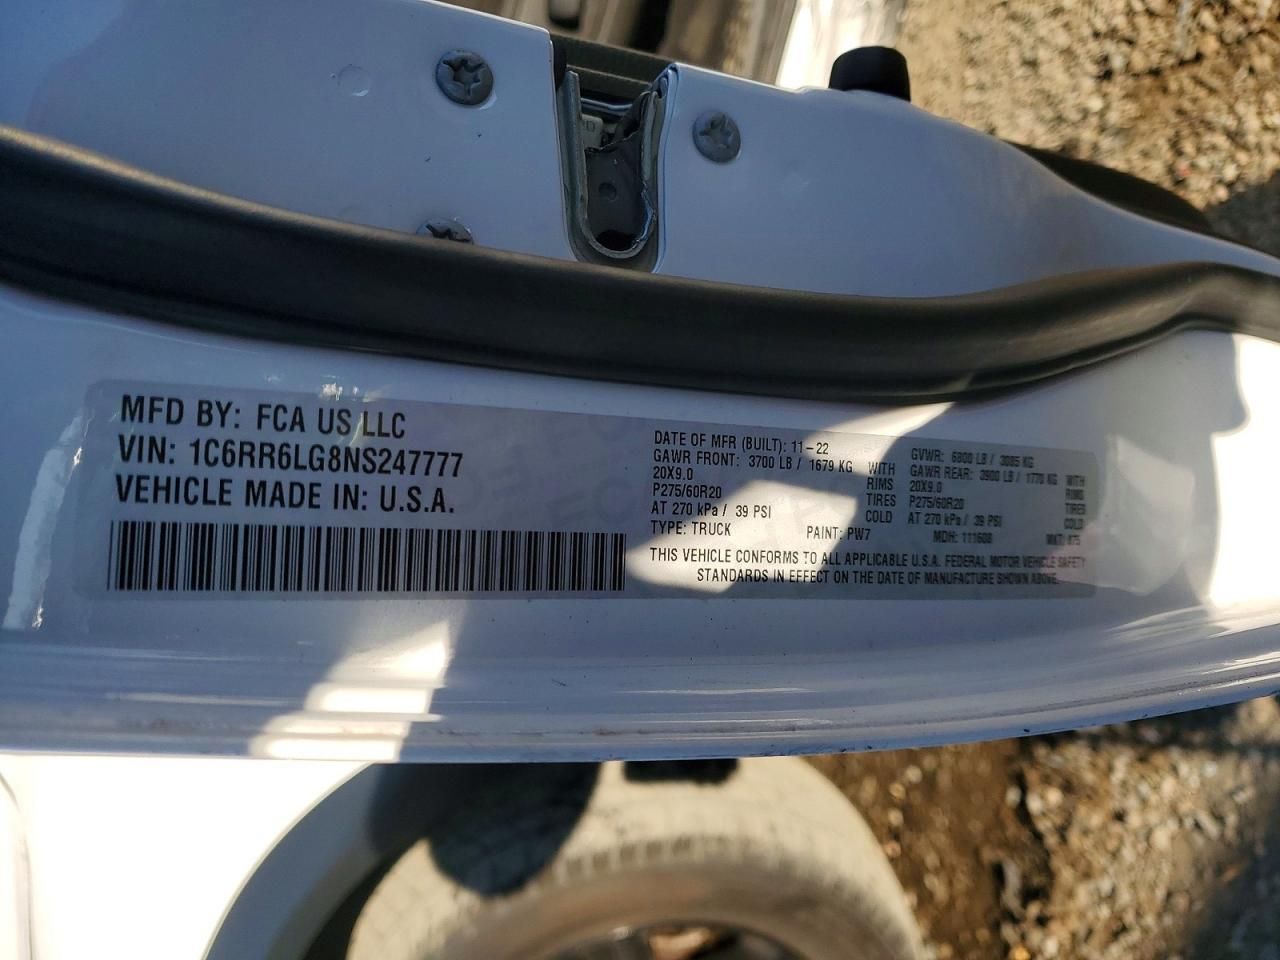 MFD BY: FCA US LLC
VIN: 1C6RR6LG8NS247777
VEHICLE MADE IN: U.S.A.
DATE OF MFR (BUILT): 11-22
GAWR FRONT: 3700 LB / 1679 KG WITH
20X9.0 RIMS
P275/60R20 TIRES
AT 270 kPa / 39 PSI COLD
TYPE: TRUCK PAINT: PW7
GVWR: 6800 LB / 3085 KG
GAWR REAR: 3900 LB / 1770 KG WITH
20X9.0 RIMS
P275/60R20 TIRES
AT 270 kPa / 39 PSI COLD
MDH: 111608 MKT: 875
THIS VEHICLE CONFORMS TO ALL APPLICABLE U.S.A. FEDERAL MOTOR VEHICLE SAFETY
STANDARDS IN EFFECT ON THE DATE OF MANUFACTURE SHOWN ABOVE.